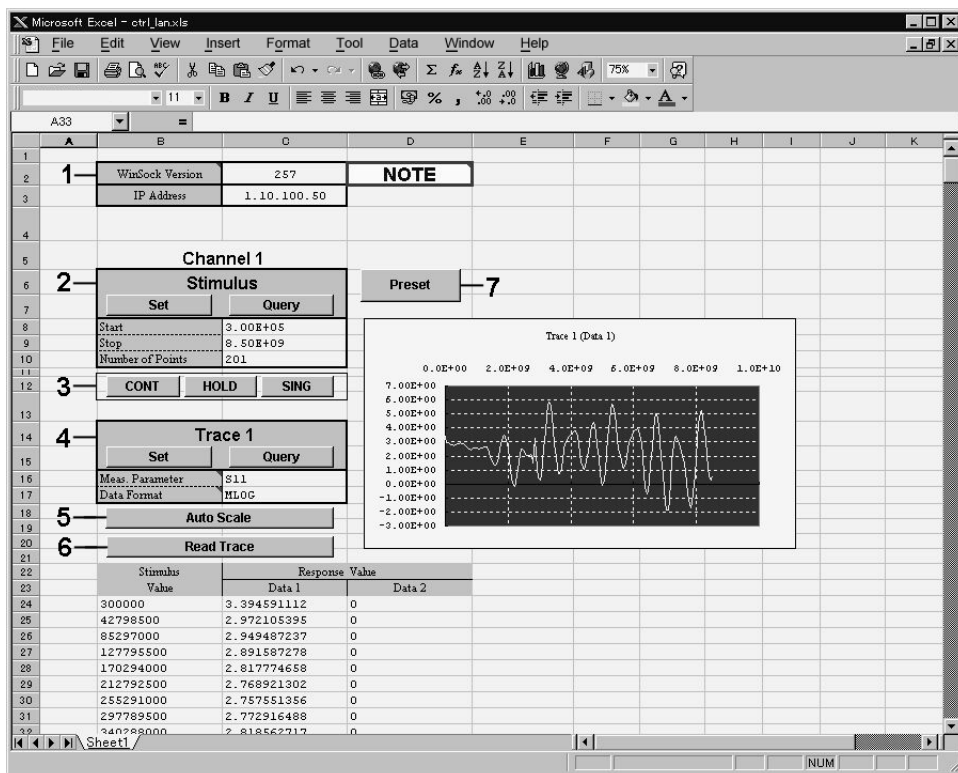 Microsoft Excel - ctrl_lan.xls
File Edit View Insert Format Tool Data Window Help
75%
11 B I U % ,
A33 =
A B C D E F G H I J K
1
2 WinSock Version 257 NOTE
1
3 IP Address 1.10.100.50
4
5 Channel 1
6 Stimulus Preset
2 7
7 Set Query
8 Start 3.00E+05
9 Stop 8.50E+09
10 Number of Points 201
11
12 CONT HOLD SING
3
13
14 Trace 1
4
15 Set Query
16 Meas. Parameter S11
17 Data Format MLOG
18 Auto Scale
5
19
20 Read Trace
6
21
Trace 1 (Data 1)
0.0E+00 2.0E+09 4.0E+09 6.0E+09 8.0E+09 1.0E+10
7.00E+00
6.00E+00
5.00E+00
4.00E+00
3.00E+00
2.00E+00
1.00E+00
0.00E+00
-1.00E+00
-2.00E+00
-3.00E+00
22 Stimulus Response Value
23 Value Data 1 Data 2
24 300000 3.394591112 0
25 42798500 2.972105395 0
26 85297000 2.949487237 0
27 127795500 2.891587278 0
28 170294000 2.817774658 0
29 212792500 2.768921302 0
30 255291000 2.757551356 0
31 297789500 2.772916488 0
32 340288000 2.818562717 0
Sheet1
NUM